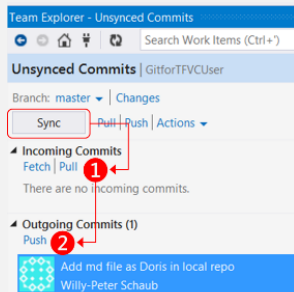 Team Explorer - Unsynced Commits
Search Work Items (Ctrl+')
Unsynced Commits | GitforTFVCUser
Branch: master | Changes
Sync Pull | Push | Actions
Incoming Commits
Fetch | Pull
1
There are no incoming commits.
Outgoing Commits (1)
Push
2
Add md file as Doris in local repo
Willy-Peter Schaub